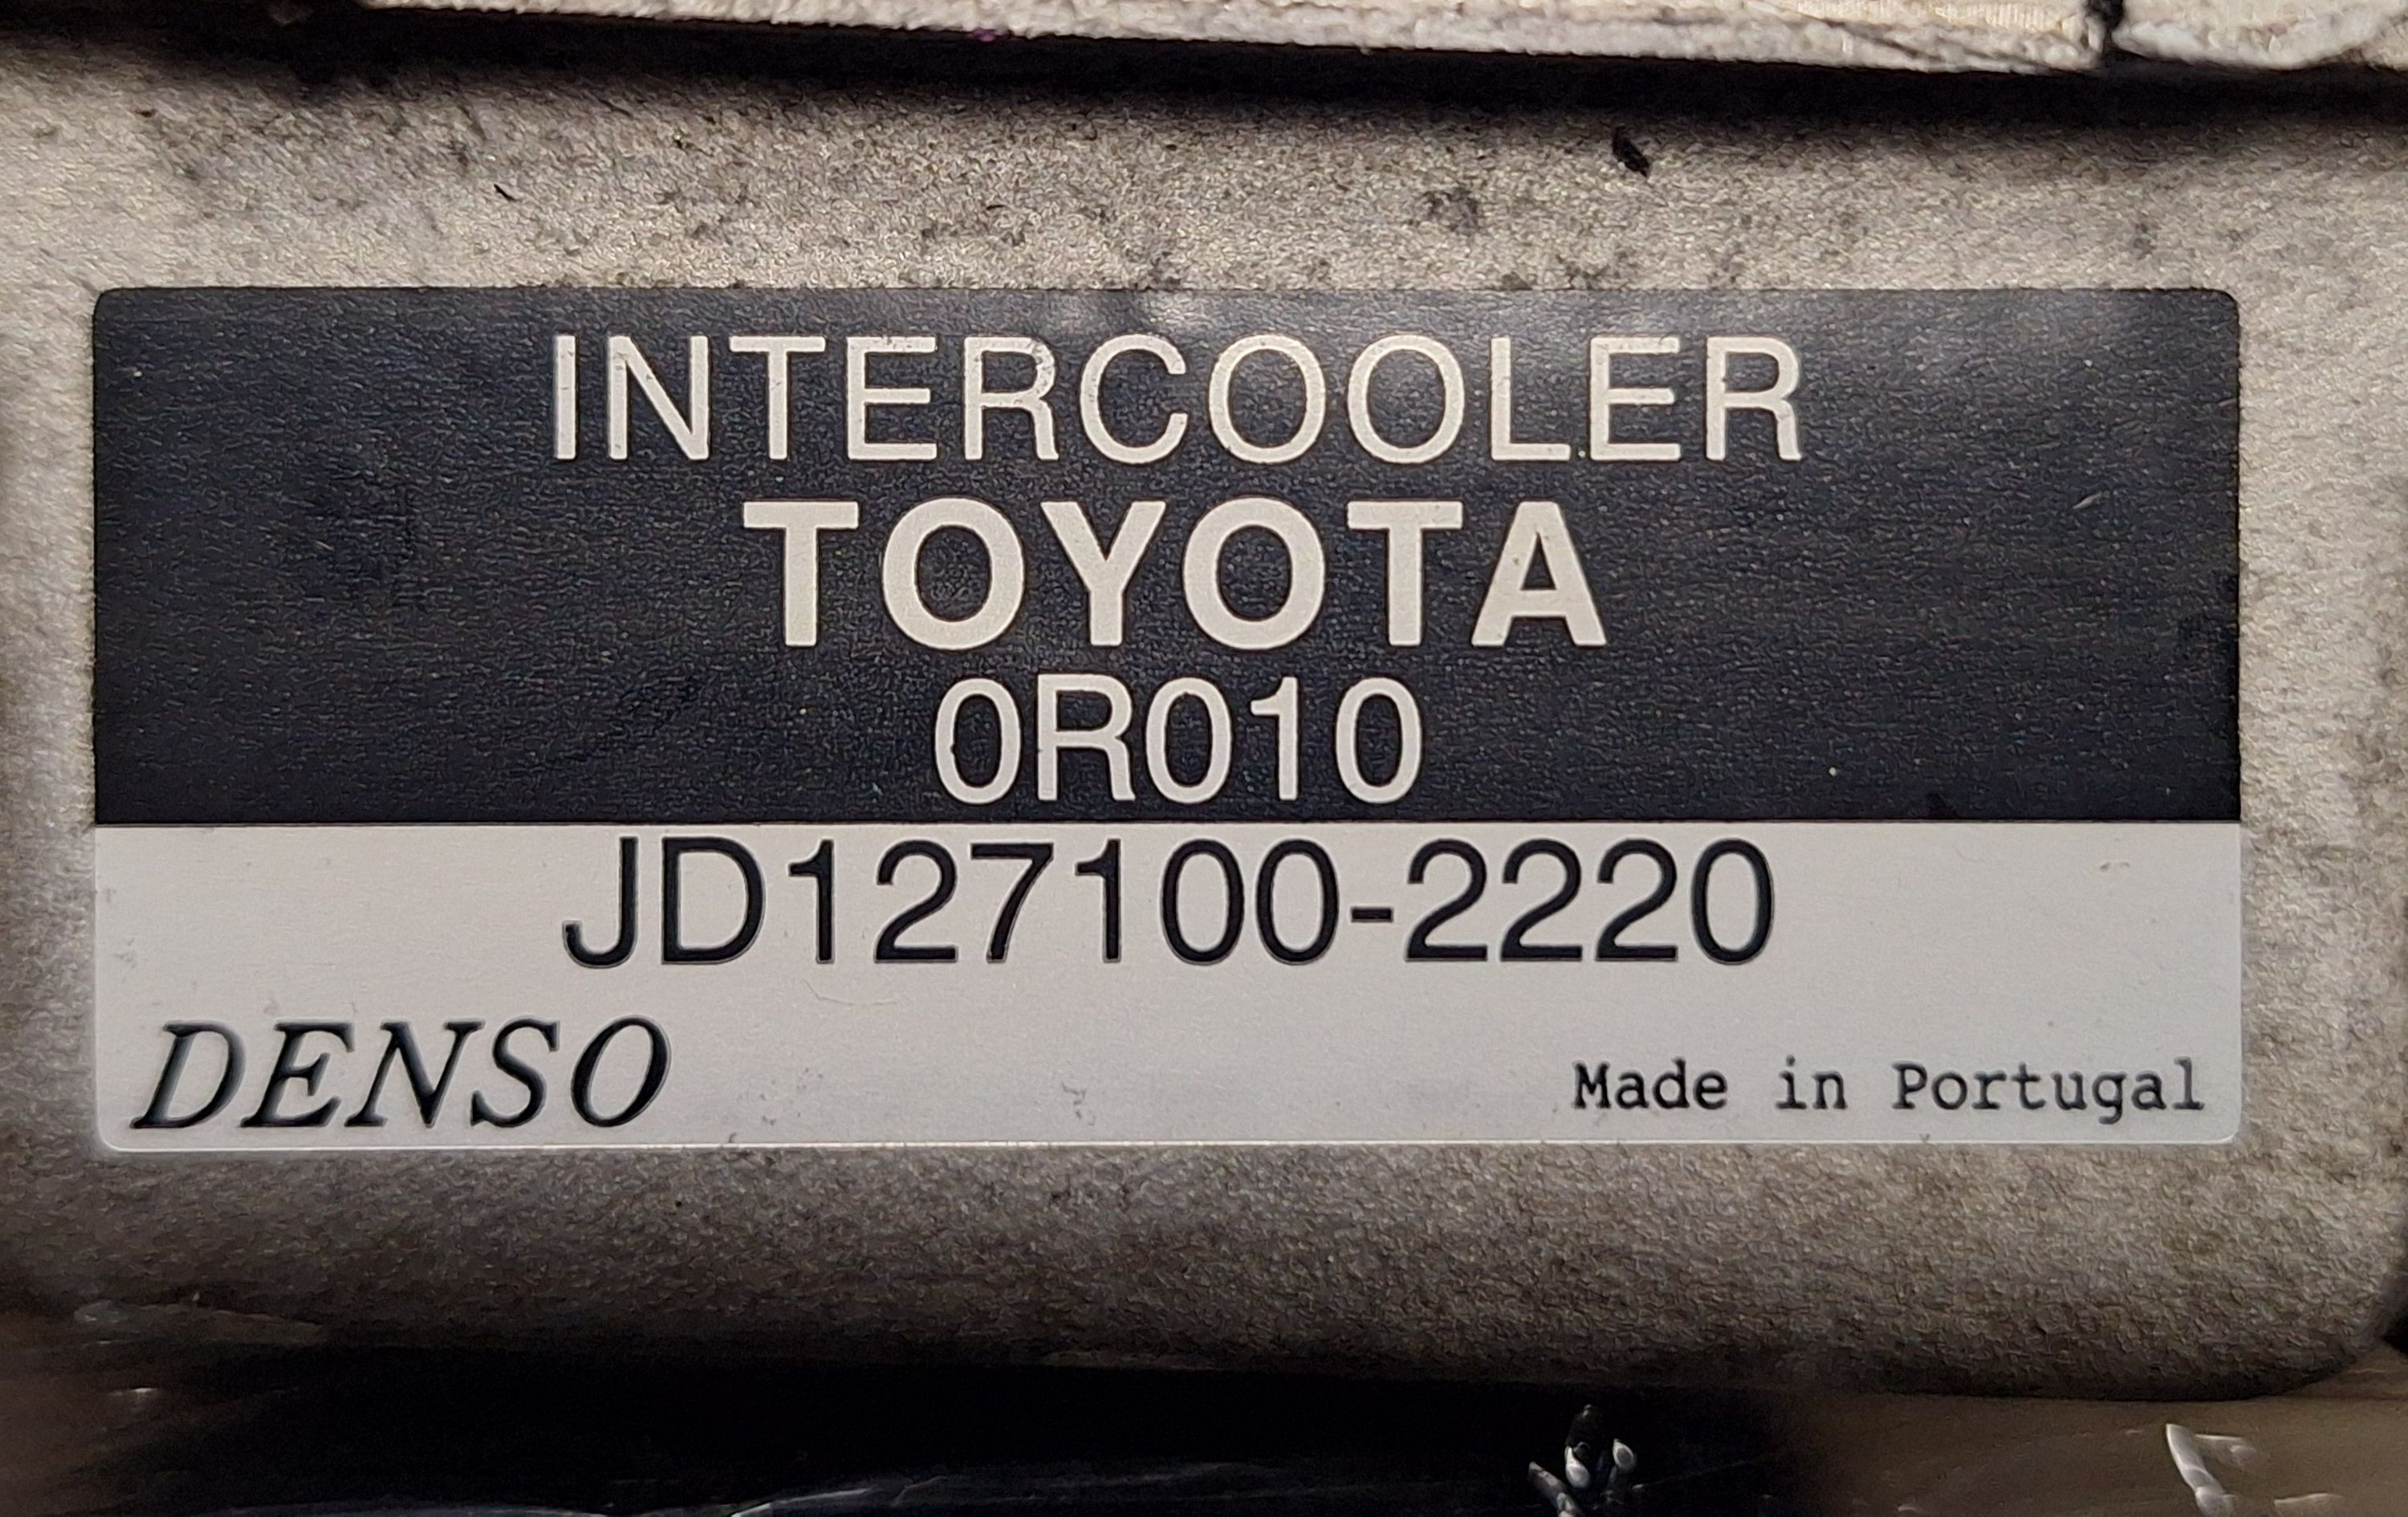 INTERCOOLER
TOYOTA
0R010
JD127100-2220
DENSO
Made in Portugal